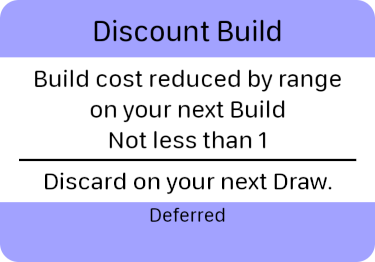 Discount Build
Build cost reduced by range
on your next Build
Not less than 1
Discard on your next Draw.
Deferred